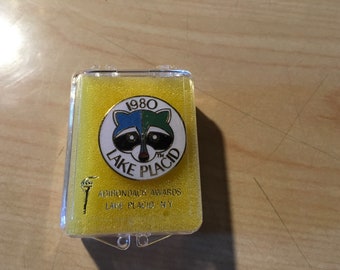 1980
LAKE PLACID
ADIRONDACK AWARDS
LAKE PLACID, N.Y.